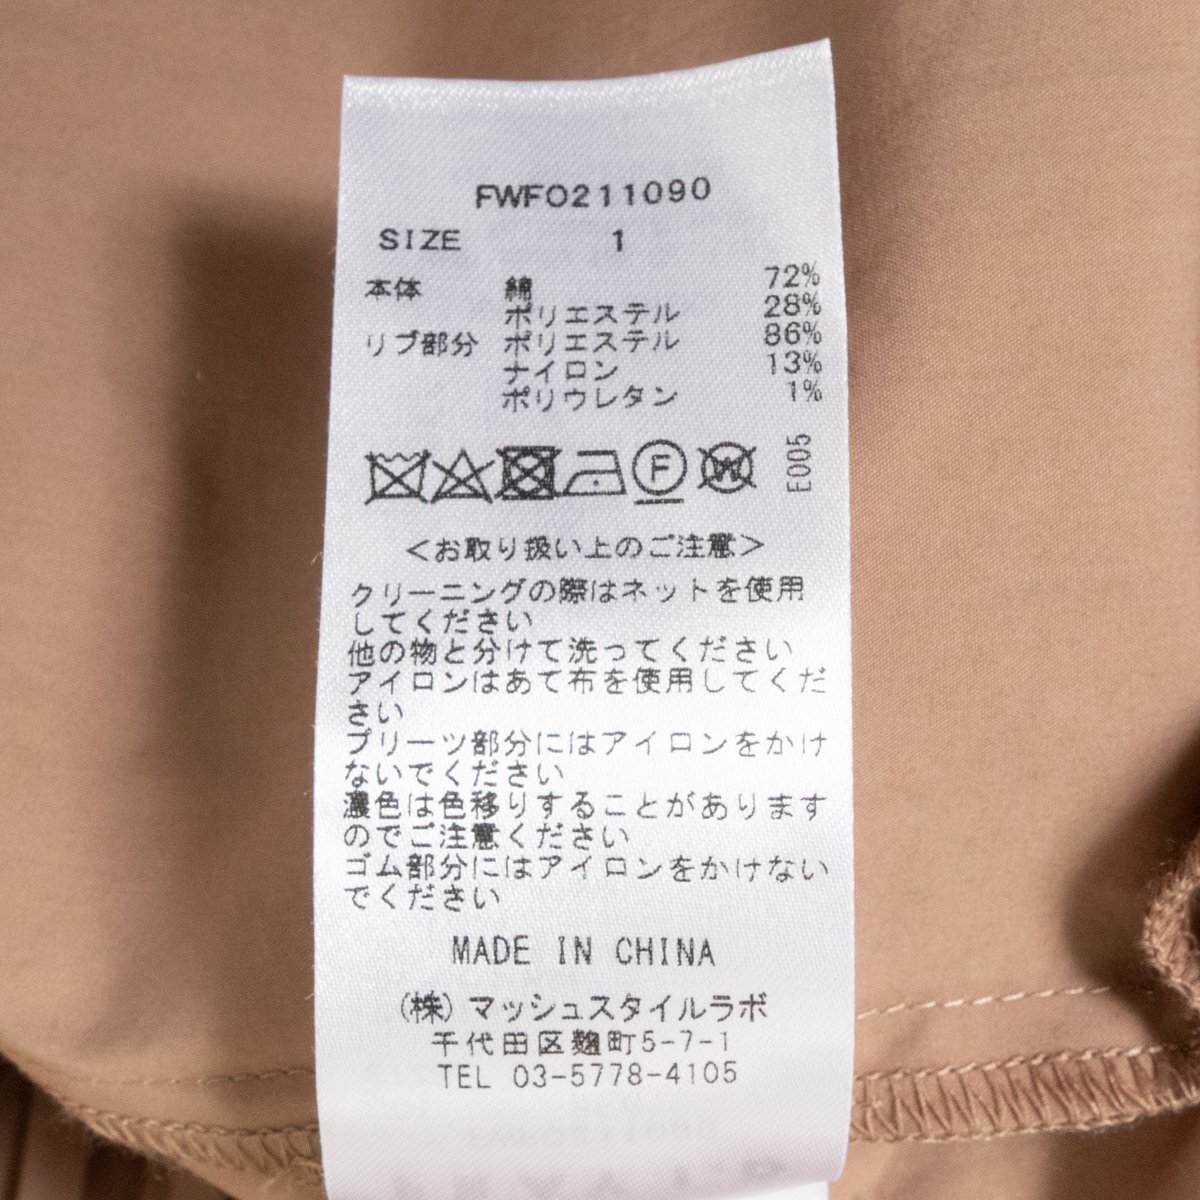 FWFO211090
SIZE 1
本体 綿 72%
ポリエステル 28%
リブ部分 ポリエステル 86%
ナイロン 13%
ポリウレタン 1%
F W E005
＜お取り扱い上のご注意＞
クリーニングの際はネットを使用
してください
他の物と分けて洗ってください
アイロンはあて布を使用してくだ
さい
プリーツ部分にはアイロンをかけ
ないでください
濃色は色移りすることがあります
のでご注意ください
ゴム部分にはアイロンをかけない
でください
MADE IN CHINA
(株) マッシュスタイルラボ
千代田区麹町5-7-1
TEL 03-5778-4105